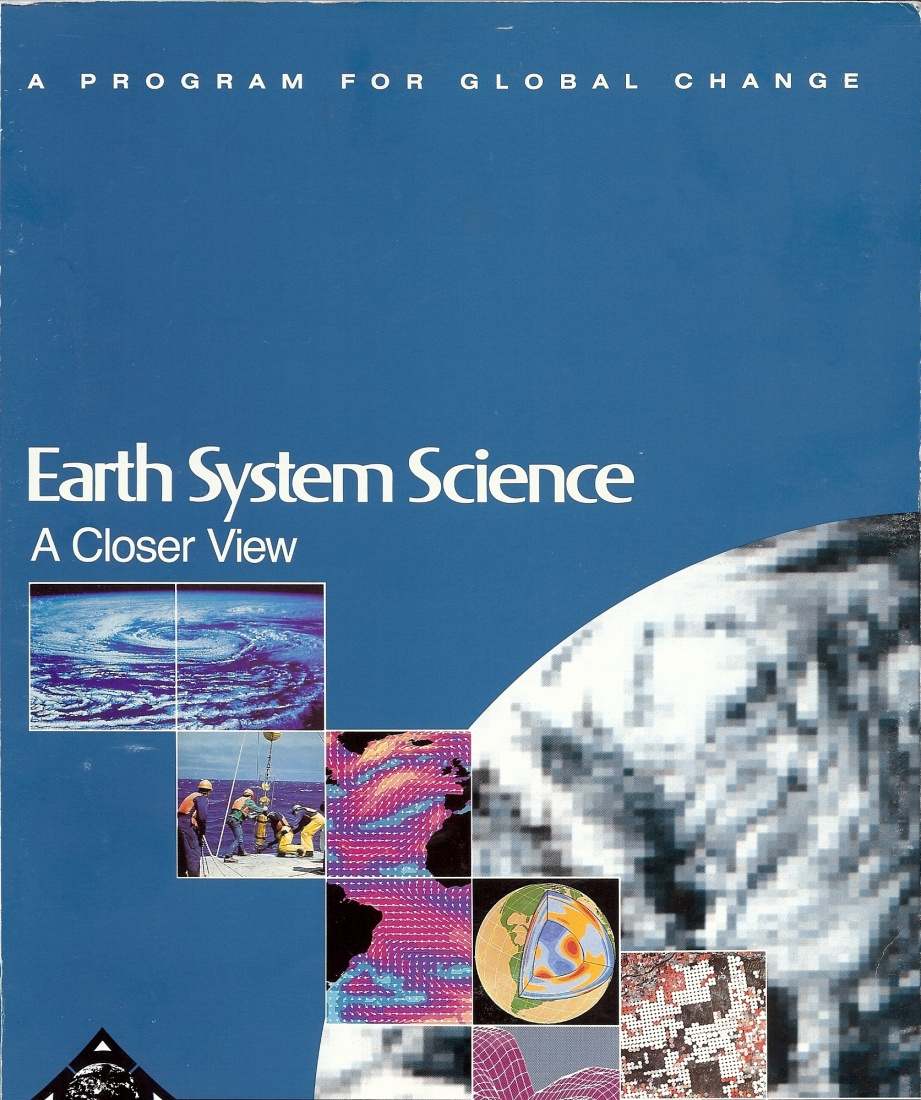 A PROGRAM FOR GLOBAL CHANGE
Earth System Science
A Closer View